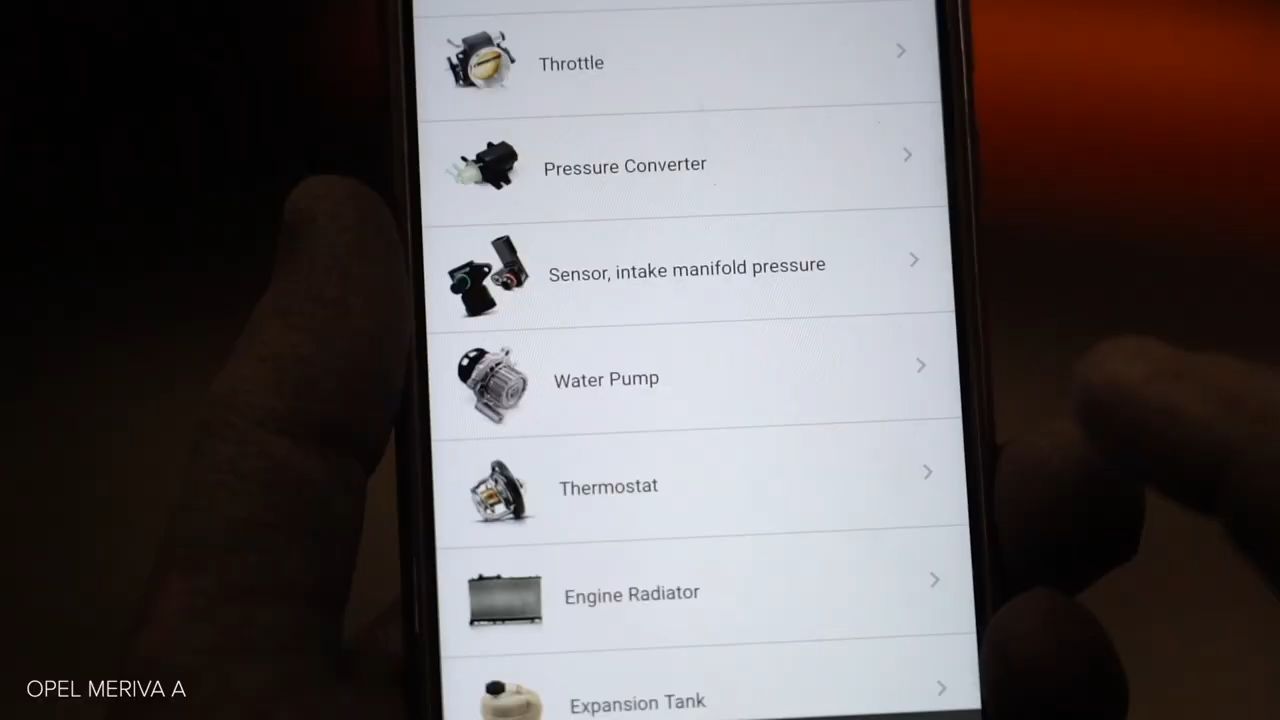 Throttle
Pressure Converter
Sensor, intake manifold pressure
Water Pump
Thermostat
Engine Radiator
Expansion Tank
OPEL MERIVA A